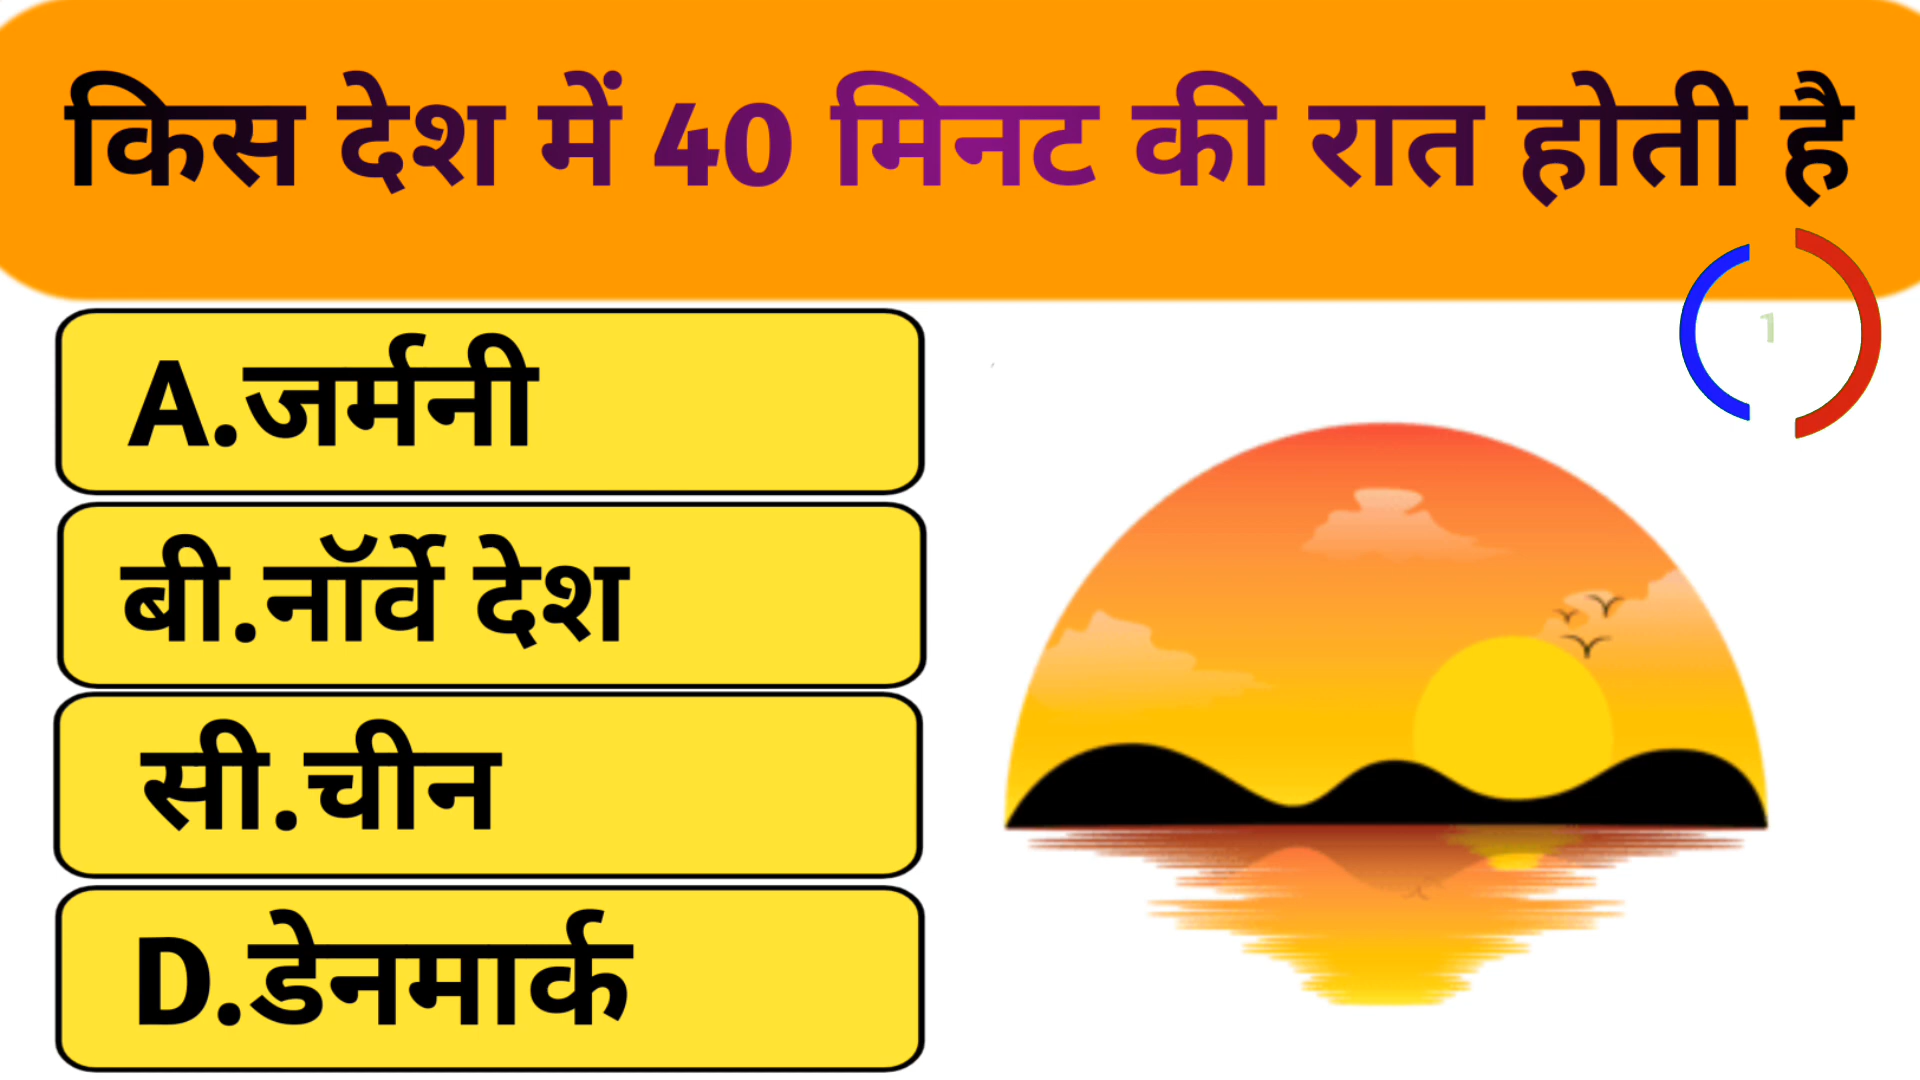 किस देश में 40 मिनट की रात होती है
1
A.जर्मनी
बी.नॉर्वे देश
सी.चीन
D.डेनमार्क